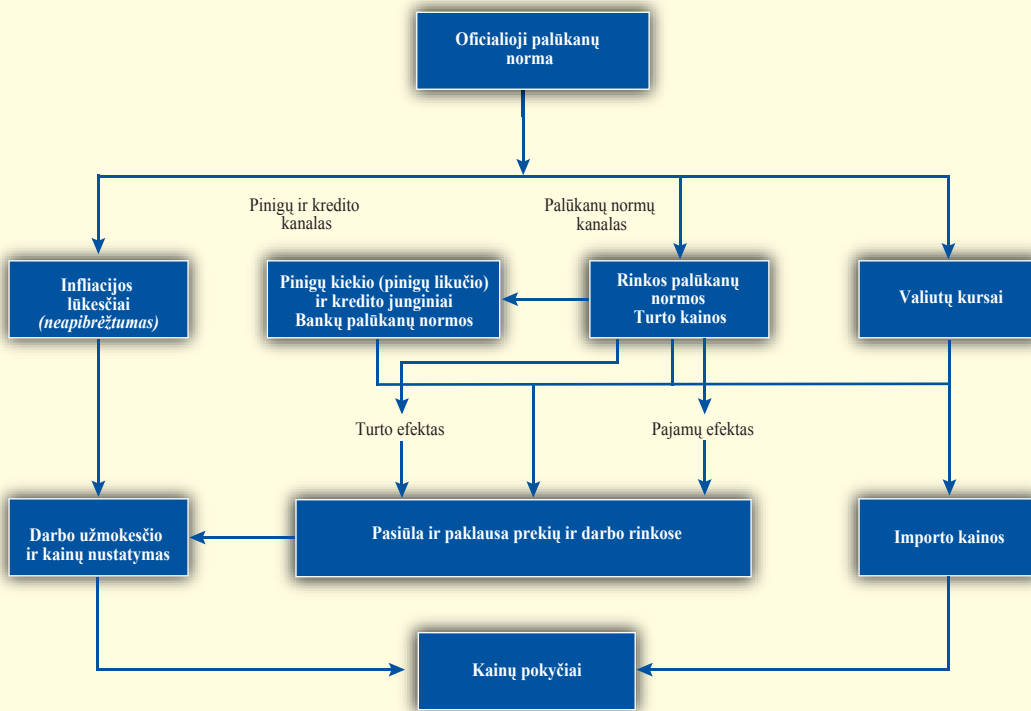 Oficialioji palūkanų
norma
Pinigų ir kredito
kanalas
Palūkanų normų
kanalas
Infliacijos
lūkesčiai
(neapibrėžtumas)
Pinigų kiekio (pinigų likučio)
ir kredito junginiai
Bankų palūkanų normos
Rinkos palūkanų
normos
Turto kainos
Valiutų kursai
Turto efektas
Pajamų efektas
Darbo užmokesčio
ir kainų nustatymas
Pasiūla ir paklausa prekių ir darbo rinkose
Importo kainos
Kainų pokyčiai